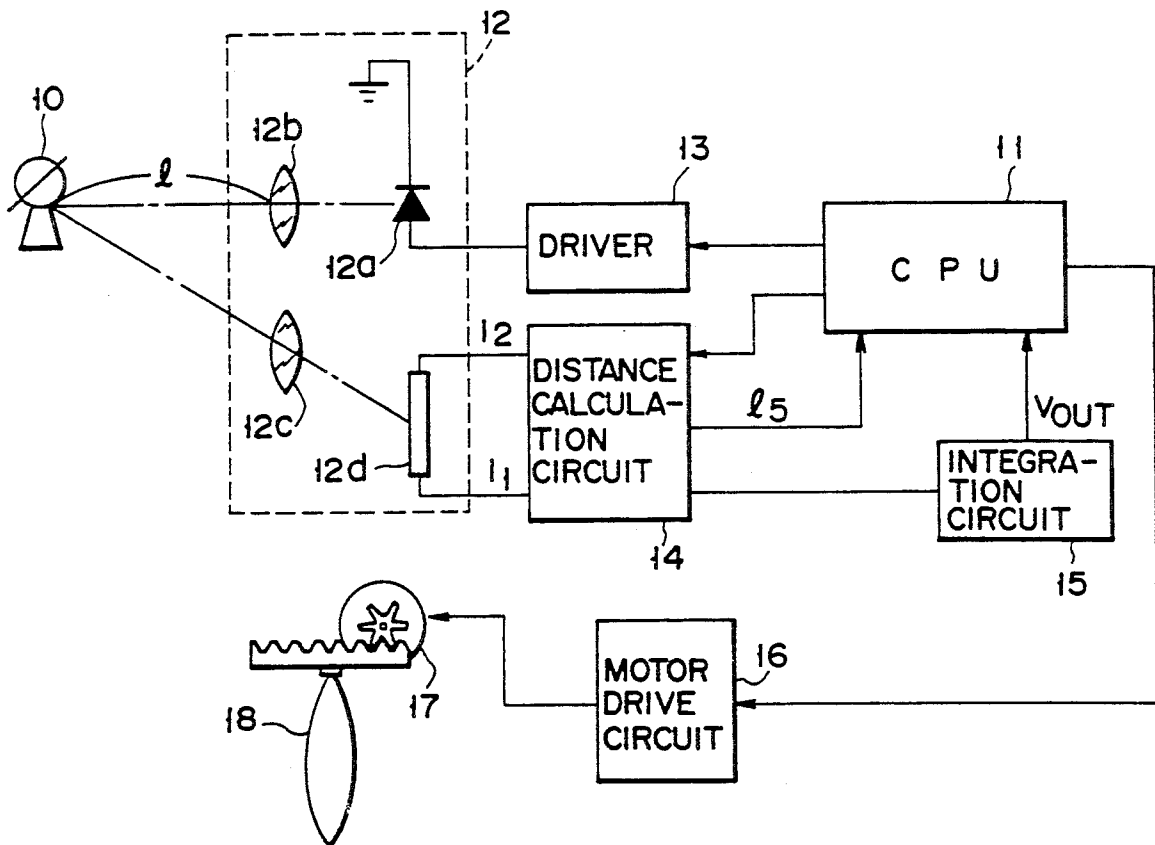 12
10
12b
ℓ
13
11
12a
DRIVER
C P U
I2
DISTANCE
CALCULA-
TION
CIRCUIT
ℓ5
VOUT
12c
12d
I1
INTEGRA-
TION
CIRCUIT
14
15
MOTOR
DRIVE
CIRCUIT
16
17
18